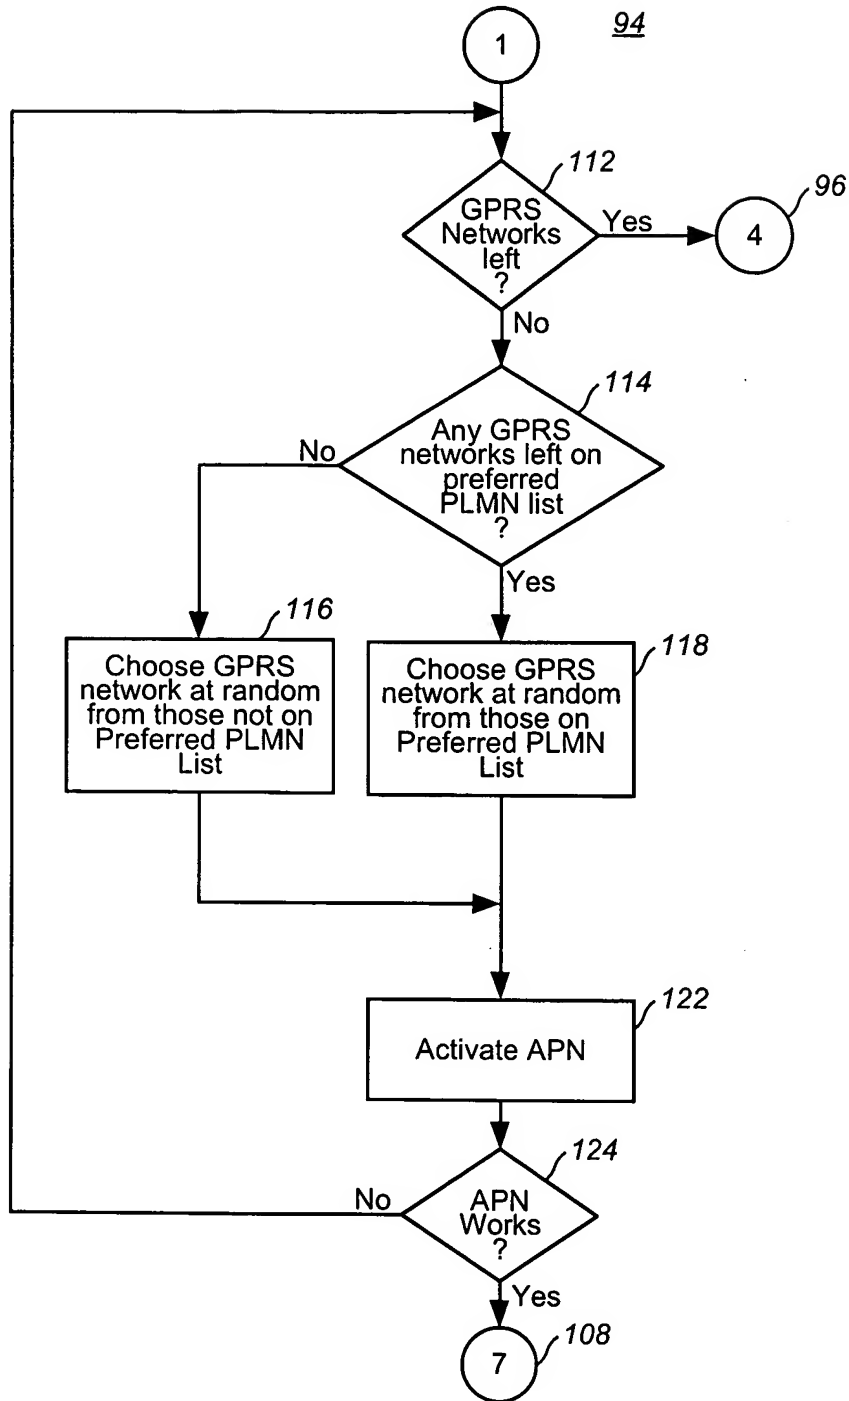 94
1
112
GPRS
Networks
left
?
Yes
96
4
No
114
Any GPRS
networks left on
preferred
PLMN list
?
No
Yes
116
Choose GPRS
network at random
from those not on
Preferred PLMN
List
118
Choose GPRS
network at random
from those on
Preferred PLMN
List
122
Activate APN
124
APN
Works
?
No
Yes
7
108